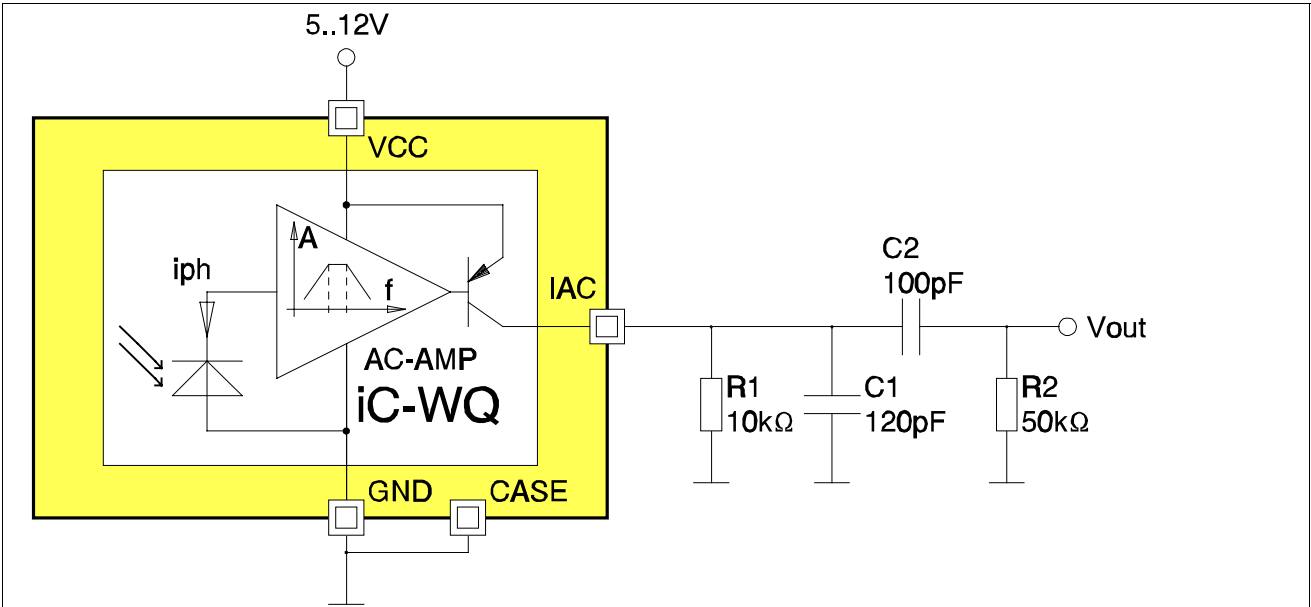 5..12V
VCC
A
iph
f
IAC
AC-AMP
iC-WQ
C2
100pF
Vout
R1
10kΩ
C1
120pF
R2
50kΩ
GND
CASE